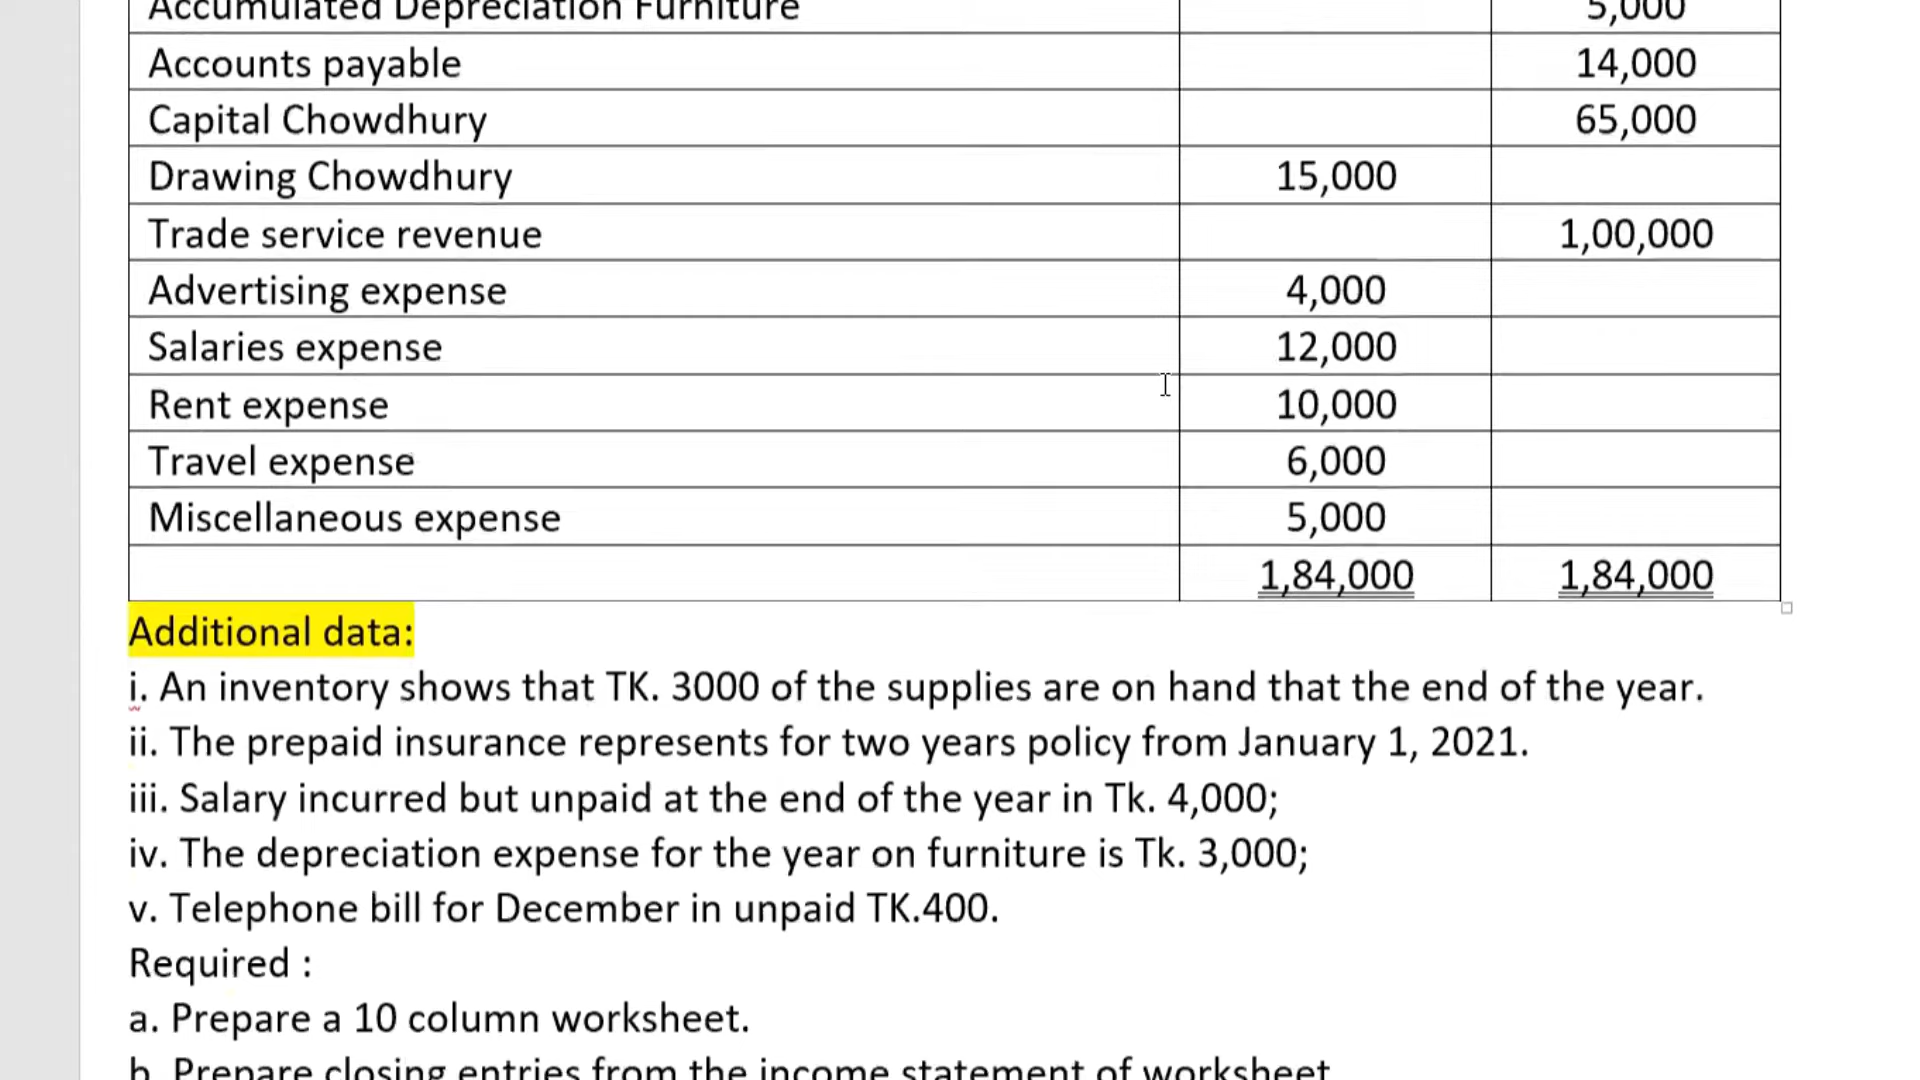 Accumulated Depreciation Furniture 5,000
Accounts payable 14,000
Capital Chowdhury 65,000
Drawing Chowdhury 15,000
Trade service revenue 1,00,000
Advertising expense 4,000
Salaries expense 12,000
Rent expense 10,000
Travel expense 6,000
Miscellaneous expense 5,000
1,84,000 1,84,000
Additional data:
i. An inventory shows that TK. 3000 of the supplies are on hand that the end of the year.
ii. The prepaid insurance represents for two years policy from January 1, 2021.
iii. Salary incurred but unpaid at the end of the year in Tk. 4,000;
iv. The depreciation expense for the year on furniture is Tk. 3,000;
v. Telephone bill for December in unpaid TK.400.
Required :
a. Prepare a 10 column worksheet.
b. Prepare closing entries from the income statement of worksheet